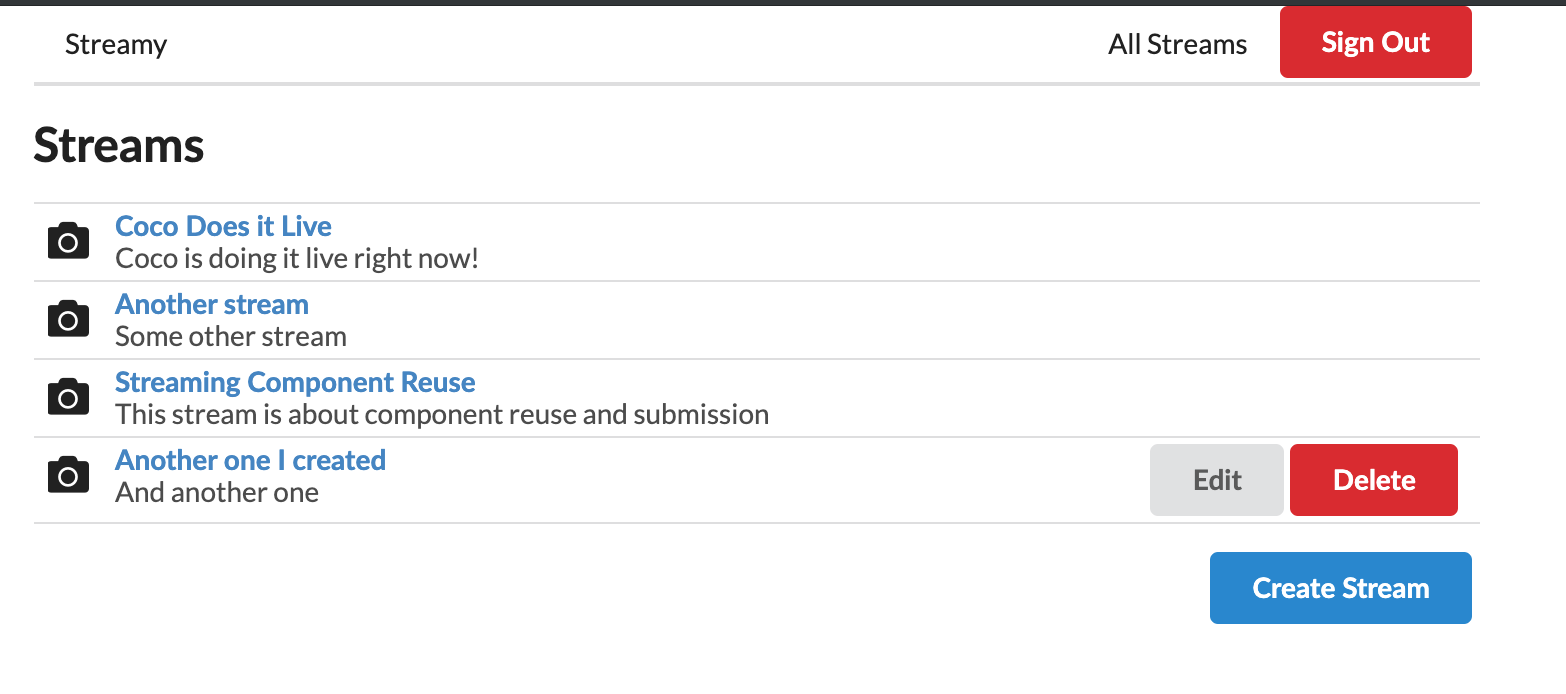 Streamy
All Streams
Sign Out
Streams
Coco Does it Live
Coco is doing it live right now!
Another stream
Some other stream
Streaming Component Reuse
This stream is about component reuse and submission
Another one I created
And another one
Edit
Delete
Create Stream